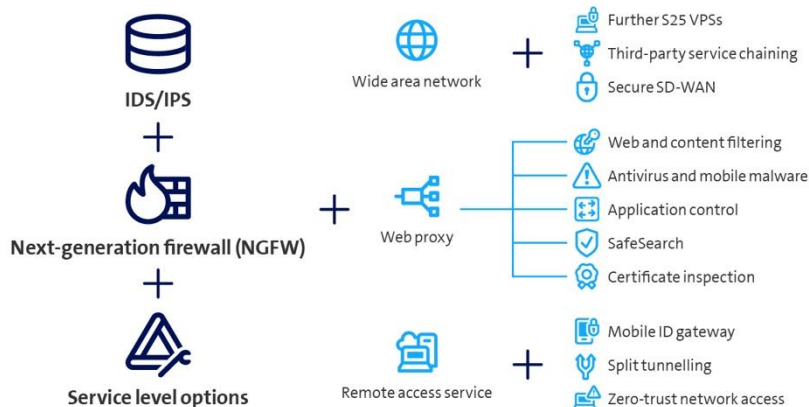 IDS/IPS
Next-generation firewall (NGFW)
Service level options
Wide area network
Further S25 VPSs
Third-party service chaining
Secure SD-WAN
Web proxy
Web and content filtering
Antivirus and mobile malware
Application control
SafeSearch
Certificate inspection
Remote access service
Mobile ID gateway
Split tunnelling
Zero-trust network access